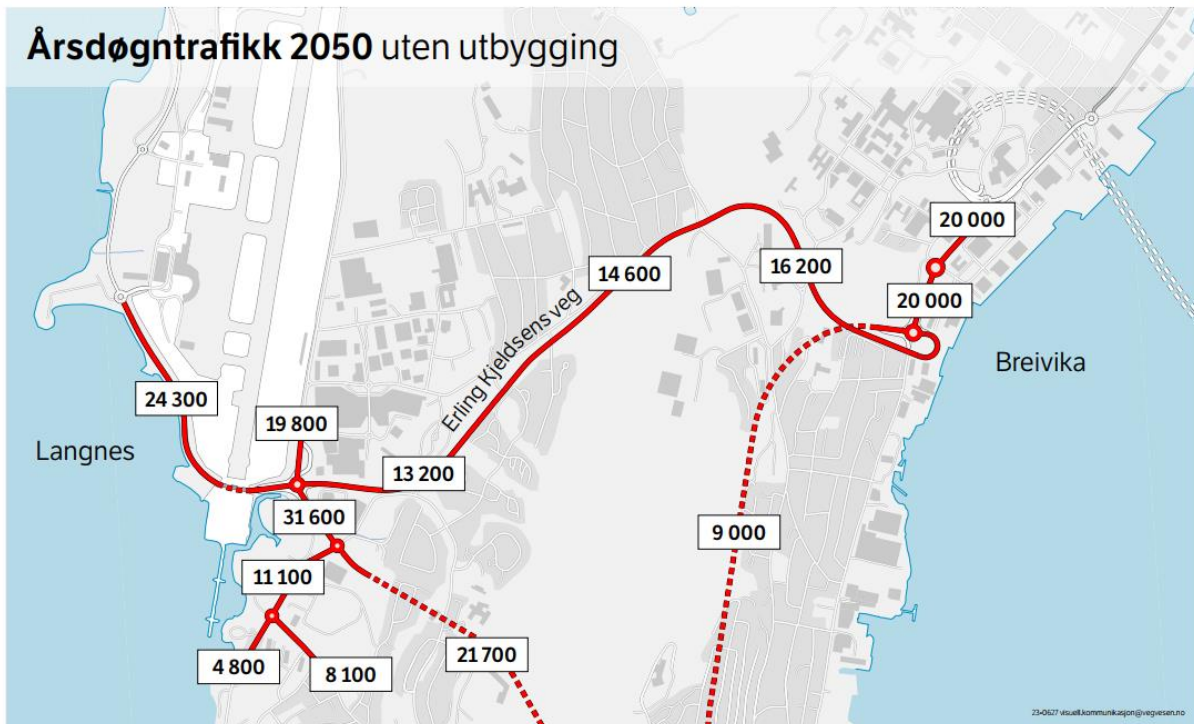 Årsdøgntrafikk 2050 uten utbygging
20 000
14 600
16 200
20 000
Erling Kjeldsens veg
Breivika
24 300
19 800
Langnes
13 200
31 600
9 000
11 100
4 800
8 100
21 700
23-0627 visuell.kommunikasjon@vegvesen.no